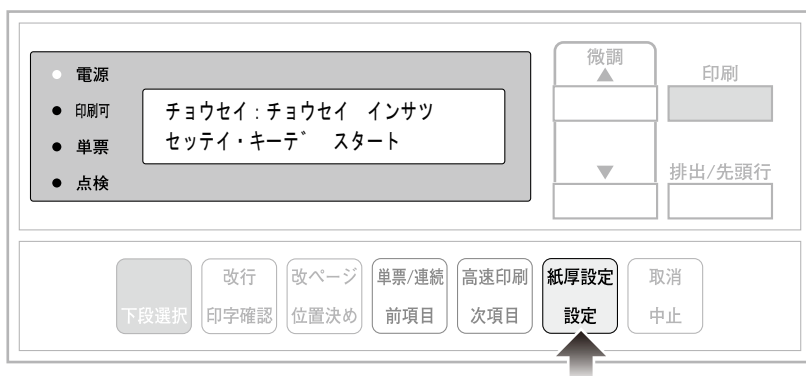 電源
印刷可
単票
点検
チョウセイ：チョウセイ　インサツ
セッテイ・キーデ゛　スタート
微調
▲
▼
印刷
排出/先頭行
下段選択
改行
印字確認
改ページ
位置決め
単票/連続
前項目
高速印刷
次項目
紙厚設定
設定
取消
中止